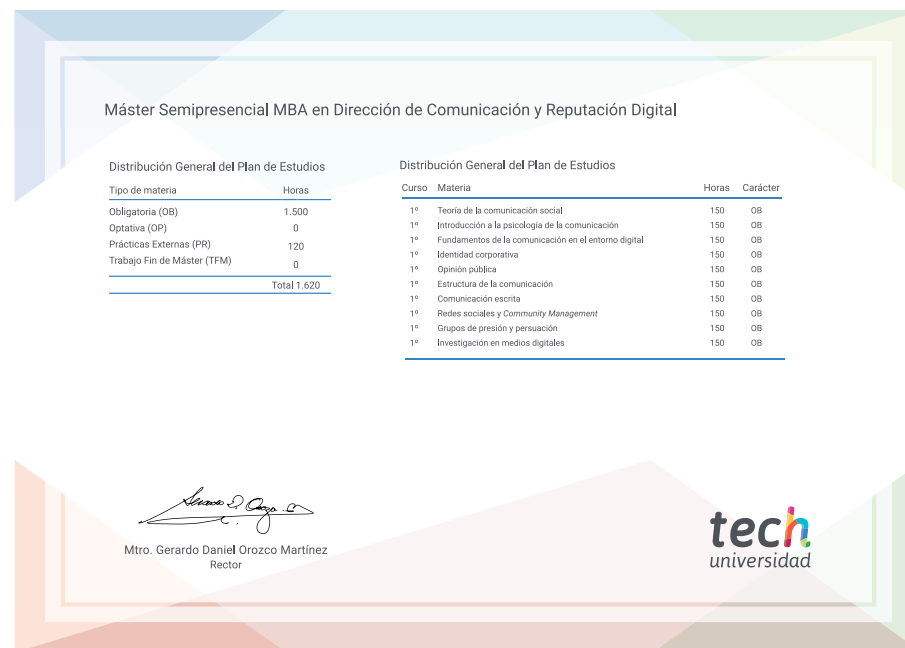 Máster Semipresencial MBA en Dirección de Comunicación y Reputación Digital
Distribución General del Plan de Estudios
Tipo de materia Horas
Obligatoria (OB) 1.500
Optativa (OP) 0
Prácticas Externas (PR) 120
Trabajo Fin de Máster (TFM) 0
Total 1.620
Distribución General del Plan de Estudios
Curso Materia Horas Carácter
1º Teoría de la comunicación social 150 OB
1º Introducción a la psicología de la comunicación 150 OB
1º Fundamentos de la comunicación en el entorno digital 150 OB
1º Identidad corporativa 150 OB
1º Opinión pública 150 OB
1º Estructura de la comunicación 150 OB
1º Comunicación escrita 150 OB
1º Redes sociales y Community Management 150 OB
1º Grupos de presión y persuación 150 OB
1º Investigación en medios digitales 150 OB
Mtro. Gerardo Daniel Orozco Martínez
Rector
tech
universidad